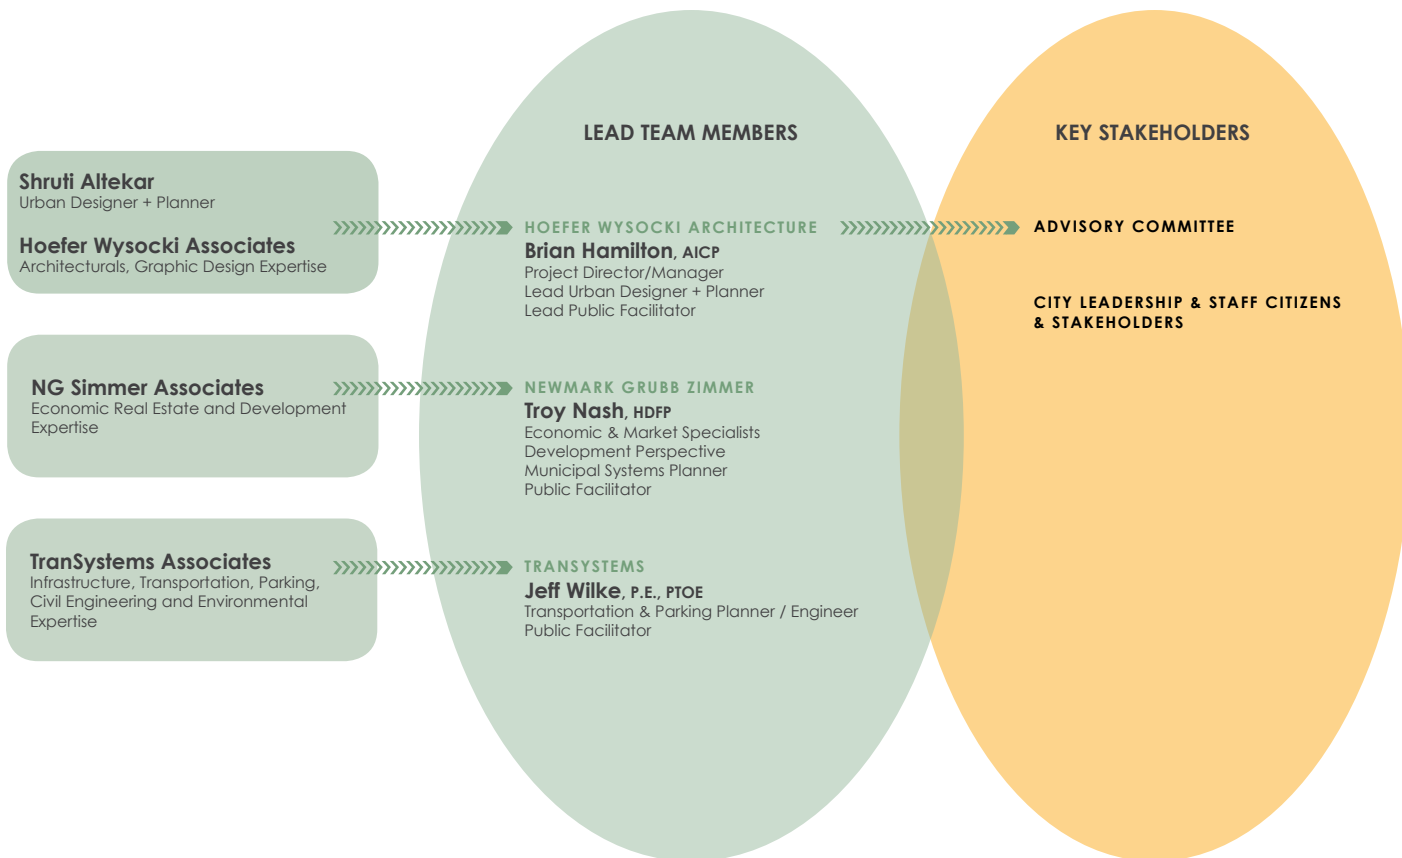 LEAD TEAM MEMBERS
KEY STAKEHOLDERS
Shruti Altekar
Urban Designer + Planner
Hoefer Wysocki Associates
Architecturals, Graphic Design Expertise
HOEFER WYSOCKI ARCHITECTURE
Brian Hamilton, AICP
Project Director/Manager
Lead Urban Designer + Planner
Lead Public Facilitator
ADVISORY COMMITTEE
CITY LEADERSHIP & STAFF CITIZENS
& STAKEHOLDERS
NG Simmer Associates
Economic Real Estate and Development
Expertise
NEWMARK GRUBB ZIMMER
Troy Nash, HDFP
Economic & Market Specialists
Development Perspective
Municipal Systems Planner
Public Facilitator
TranSystems Associates
Infrastructure, Transportation, Parking,
Civil Engineering and Environmental
Expertise
TRANSYSTEMS
Jeff Wilke, P.E., PTOE
Transportation & Parking Planner / Engineer
Public Facilitator